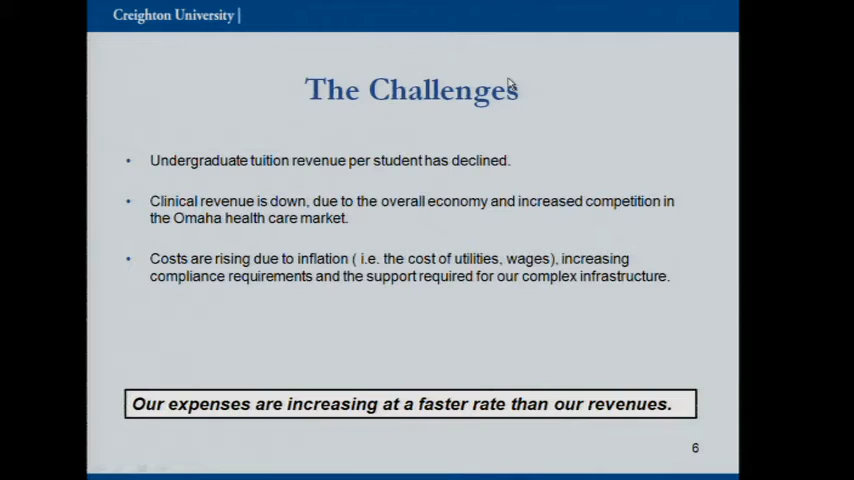 Creighton University
The Challenges
• Undergraduate tuition revenue per student has declined.
• Clinical revenue is down, due to the overall economy and increased competition in
the Omaha health care market.
• Costs are rising due to inflation ( i.e. the cost of utilities, wages), increasing
compliance requirements and the support required for our complex infrastructure.
Our expenses are increasing at a faster rate than our revenues.
6